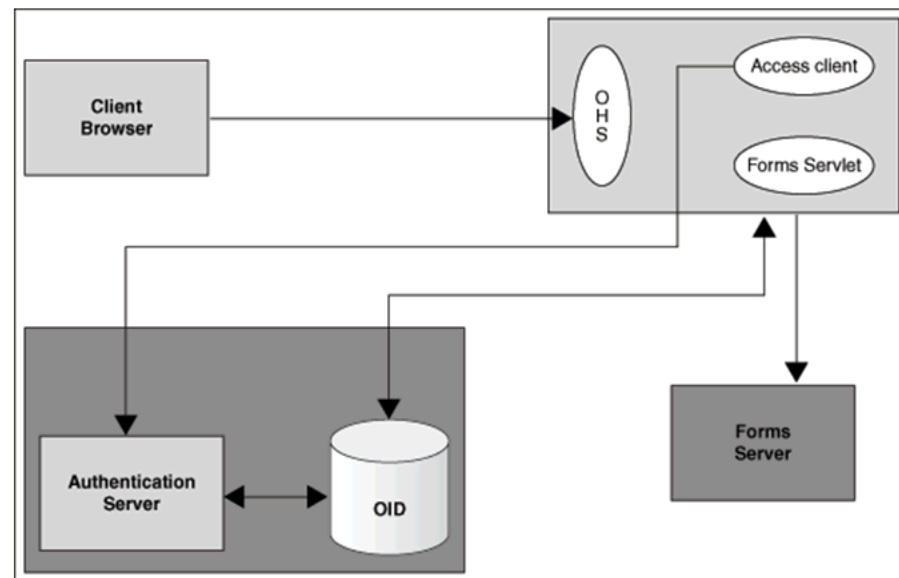 Client
Browser
O
H
S
Access client
Forms Servlet
Authentication
Server
OID
Forms
Server